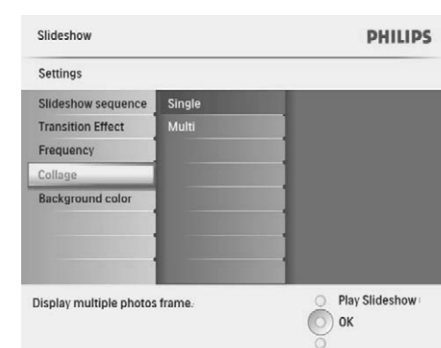 Slideshow PHILIPS
Settings
Slideshow sequence Single
Transition Effect Multi
Frequency
Collage
Background color
Display multiple photos frame. Play Slideshow
OK